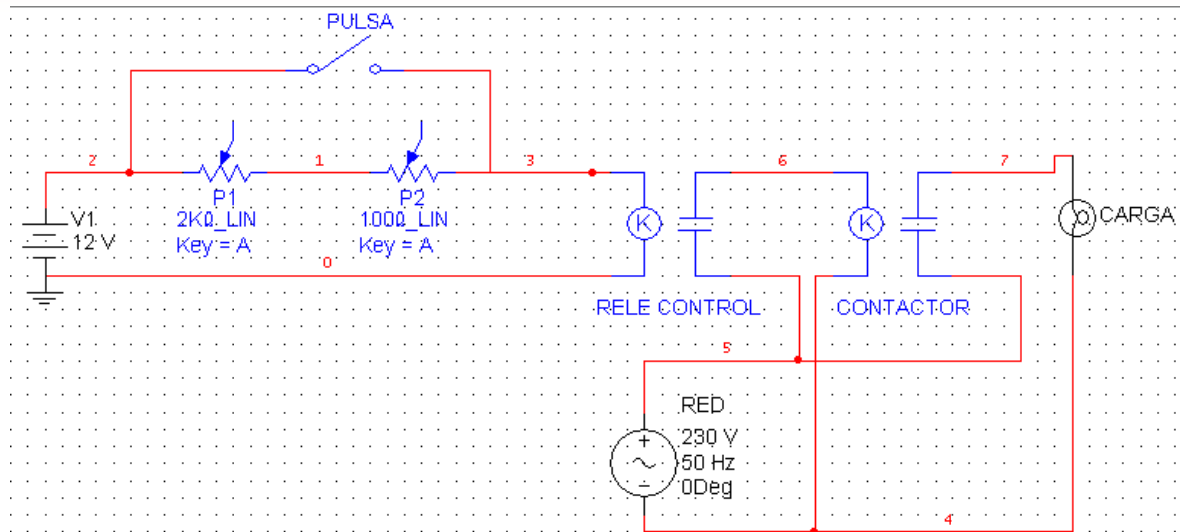 PULSA
2
1
3
6
7
P1
2KΩ_LIN
Key = A
P2
100Ω_LIN
Key = A
V1
12 V
K
K
CARGA
0
RELE CONTROL
CONTACTOR
5
RED
230 V
50 Hz
0Deg
4